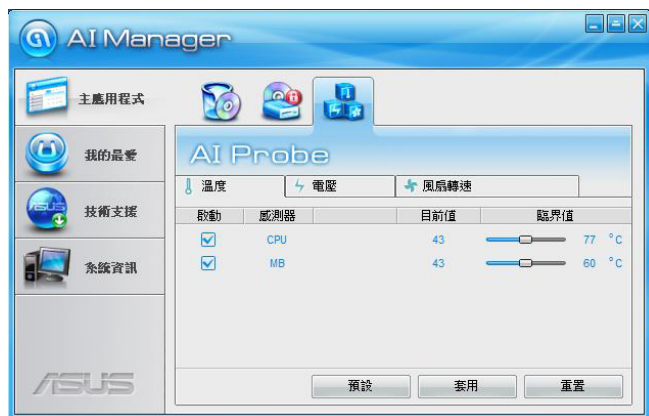 AI Manager
主應用程式
我的最愛
技術支援
系統資訊
AI Probe
溫度 電壓 風扇轉速
啟動 感測器 目前值 臨界值
CPU 43 77 °C
MB 43 60 °C
預設 套用 重置
ASUS